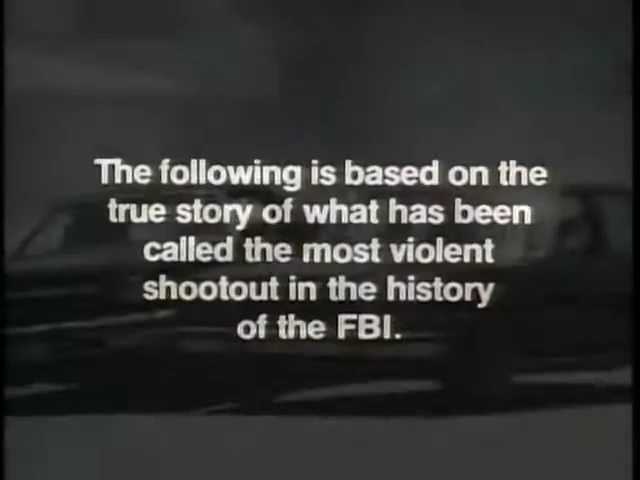 The following is based on the
true story of what has been
called the most violent
shootout in the history
of the FBI.